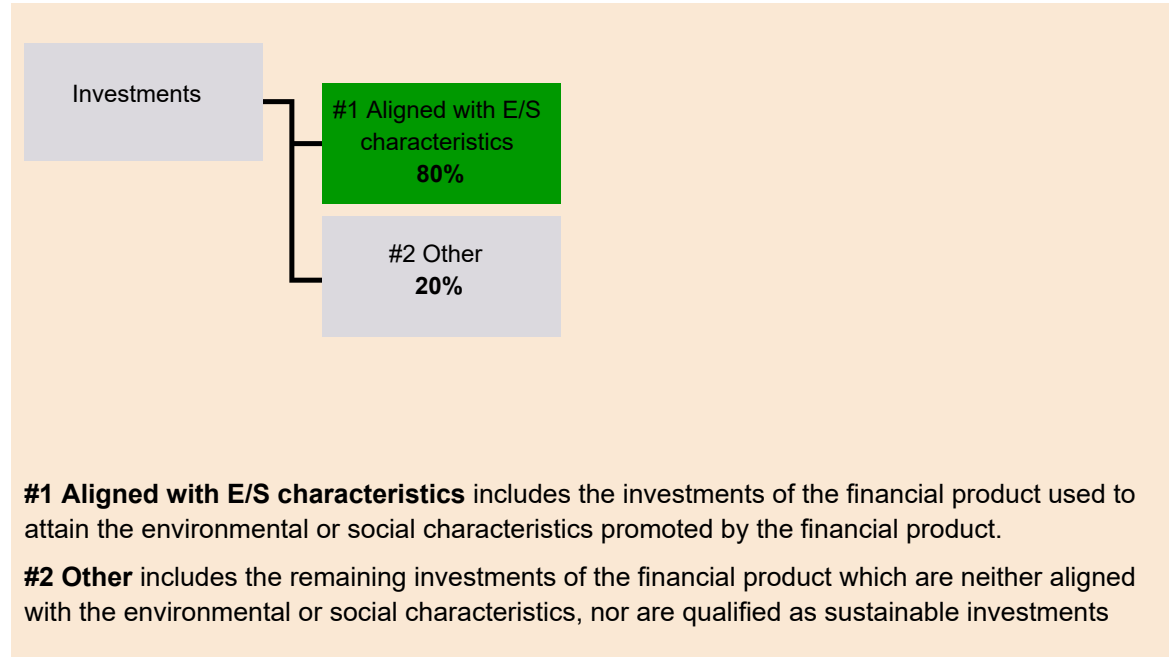 Investments
#1 Aligned with E/S
characteristics
80%
#2 Other
20%
#1 Aligned with E/S characteristics includes the investments of the financial product used to
attain the environmental or social characteristics promoted by the financial product.
#2 Other includes the remaining investments of the financial product which are neither aligned
with the environmental or social characteristics, nor are qualified as sustainable investments